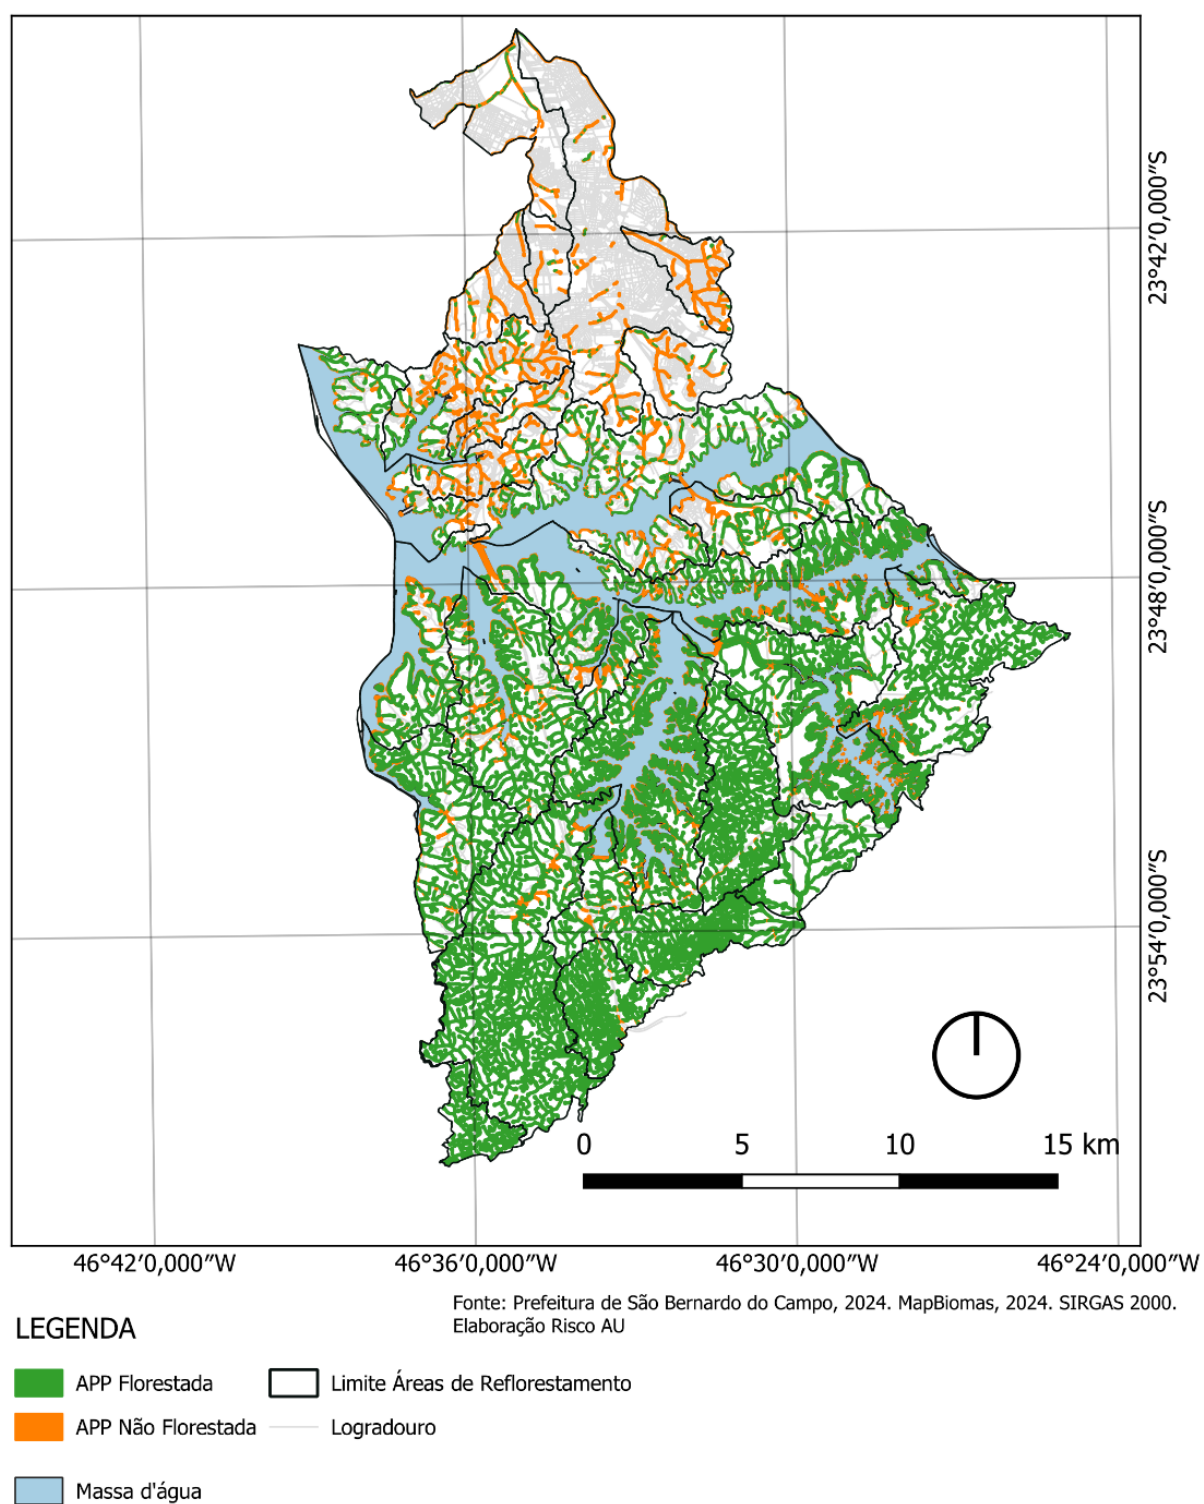 23°42′0,000″S
23°48′0,000″S
23°54′0,000″S
0 5 10 15 km
46°42′0,000″W 46°36′0,000″W 46°30′0,000″W 46°24′0,000″W
Fonte: Prefeitura de São Bernardo do Campo, 2024. MapBiomas, 2024. SIRGAS 2000.
Elaboração Risco AU
LEGENDA
APP Florestada Limite Áreas de Reflorestamento
APP Não Florestada Logradouro
Massa d'água